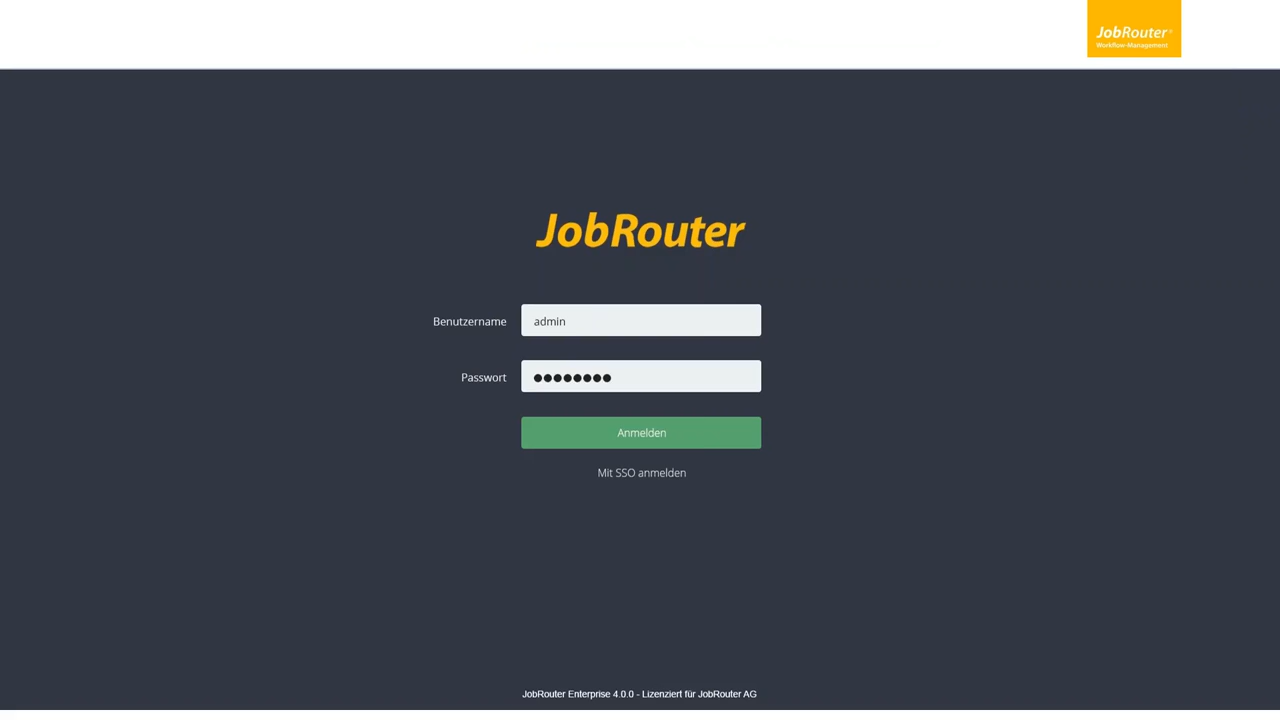 JobRouter®
Workflow-Management
JobRouter
Benutzername admin
Passwort ●●●●●●●●
Anmelden
Mit SSO anmelden
JobRouter Enterprise 4.0.0 - Lizenziert für JobRouter AG